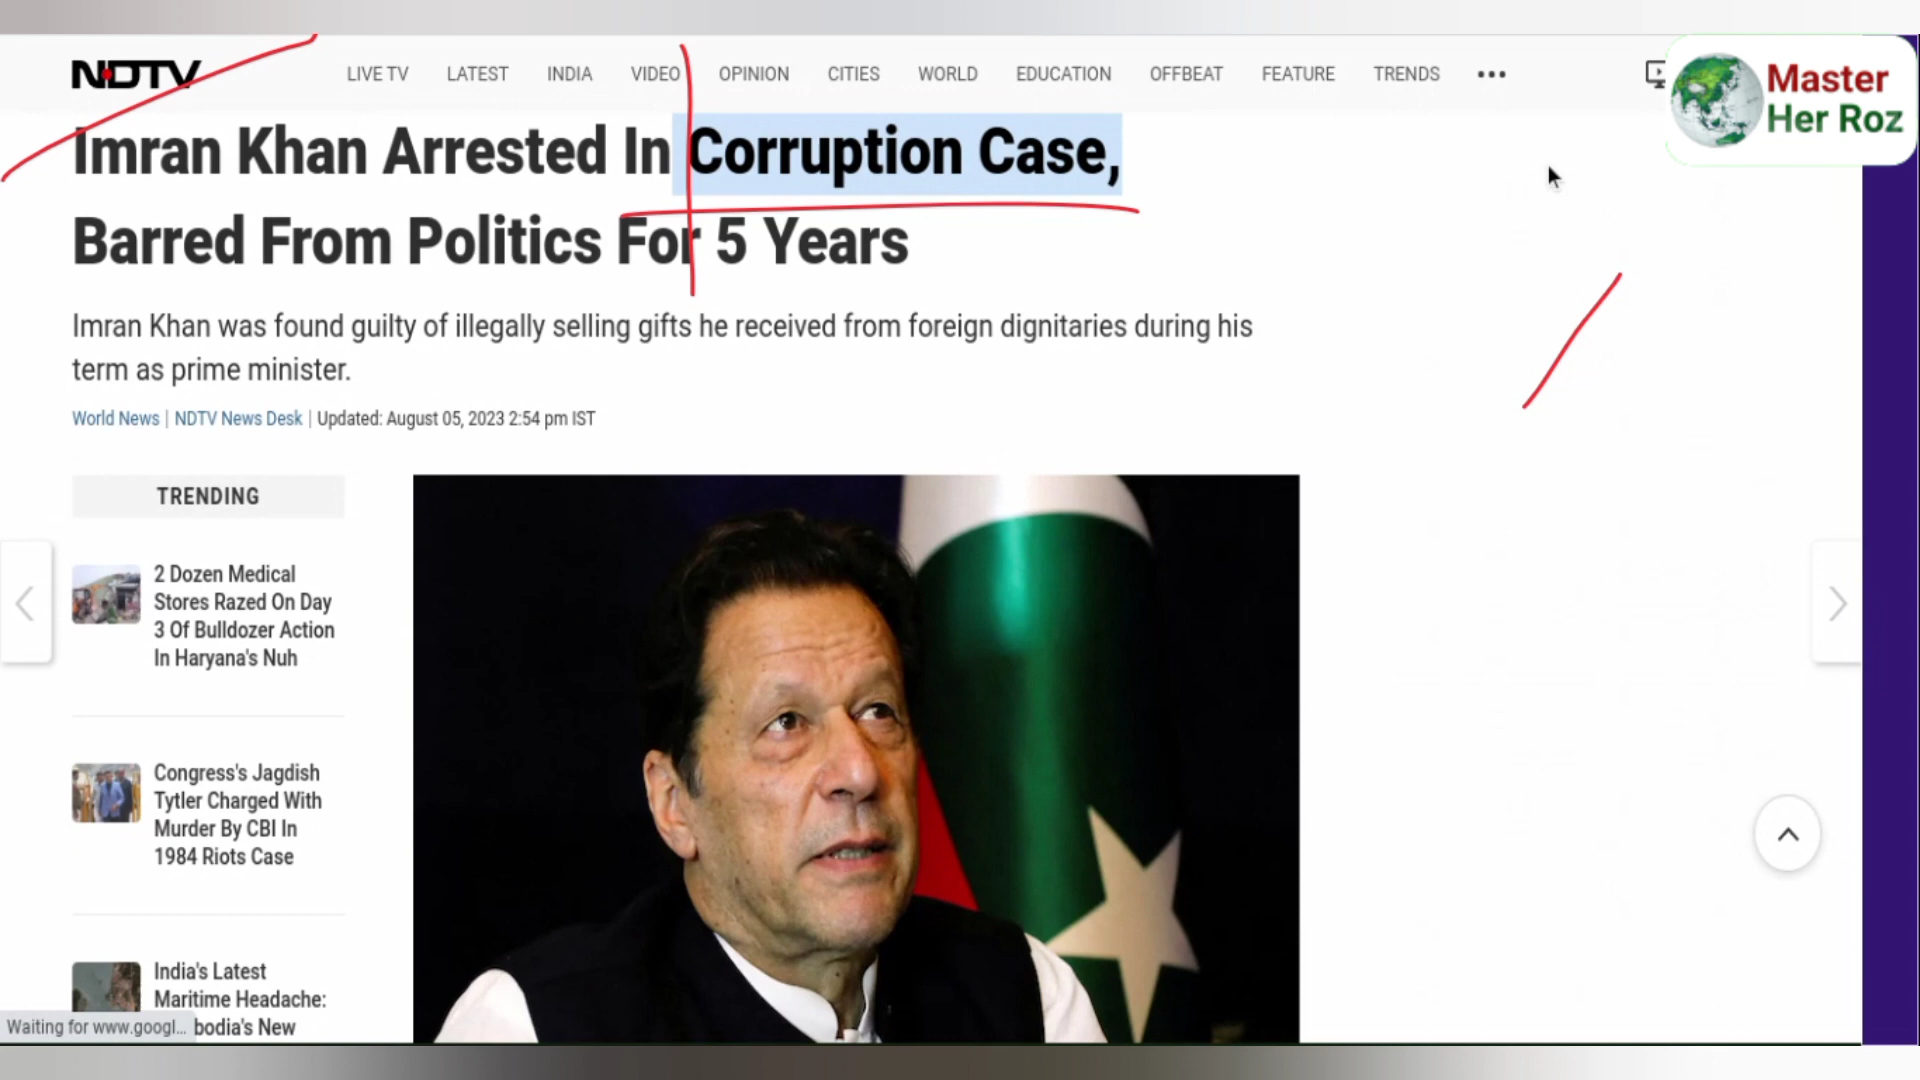 NDTV
LIVE TV LATEST INDIA VIDEO OPINION CITIES WORLD EDUCATION OFFBEAT FEATURE TRENDS
Master
Her Roz
Imran Khan Arrested In Corruption Case,
Barred From Politics For 5 Years
Imran Khan was found guilty of illegally selling gifts he received from foreign dignitaries during his
term as prime minister.
World News | NDTV News Desk | Updated: August 05, 2023 2:54 pm IST
TRENDING
2 Dozen Medical
Stores Razed On Day
3 Of Bulldozer Action
In Haryana's Nuh
Congress's Jagdish
Tytler Charged With
Murder By CBI In
1984 Riots Case
India's Latest
Maritime Headache:
bodia's New
Waiting for www.googl...